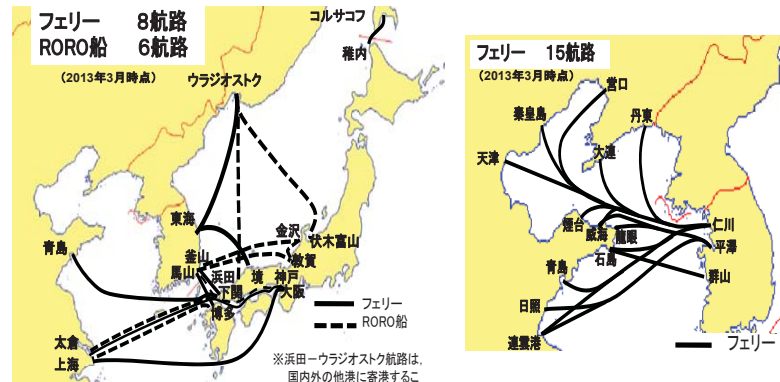 フェリー 8航路
RORO船 6航路
(2013年3月時点)
コルサコフ
稚内
ウラジオストク
東海
金沢
伏木富山
青島
釜山
敦賀
馬山
浜田
境
神戸
下関
大阪
博多
フェリー
RORO船
太倉
上海
※浜田－ウラジオストク航路は,
国内外の他港に寄港するこ
フェリー 15航路
(2013年3月時点)
営口
秦皇島
丹東
天津
大連
煙台
威海
龍眼
仁川
平澤
石島
青島
群山
日照
連雲港
フェリー